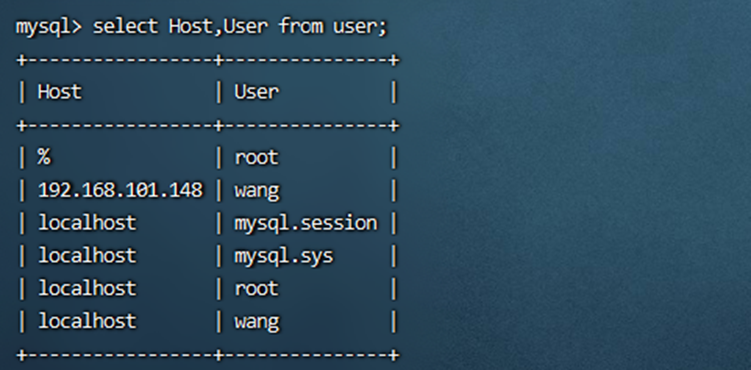 mysql> select Host,User from user;
+-----------------+---------------+
| Host            | User          |
+-----------------+---------------+
| %               | root          |
| 192.168.101.148 | wang          |
| localhost       | mysql.session |
| localhost       | mysql.sys     |
| localhost       | root          |
| localhost       | wang          |
+-----------------+---------------+